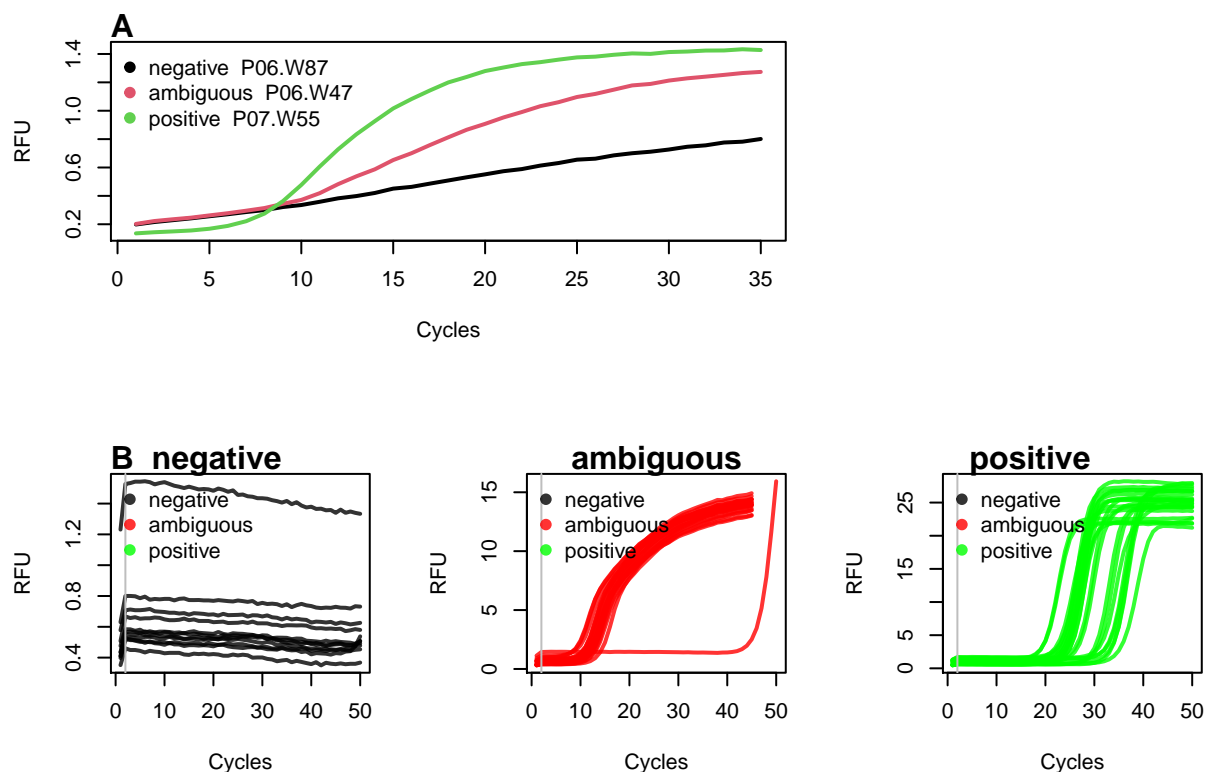 A
RFU
1.4
1.0
0.6
0.2
negative P06.W87
ambiguous P06.W47
positive P07.W55
0 5 10 15 20 25 30 35
Cycles
B negative
RFU
1.2
0.8
0.4
negative
ambiguous
positive
0 10 20 30 40 50
Cycles
ambiguous
RFU
15
10
5
0
negative
ambiguous
positive
0 10 20 30 40 50
Cycles
positive
RFU
25
15
5
0
negative
ambiguous
positive
0 10 20 30 40 50
Cycles